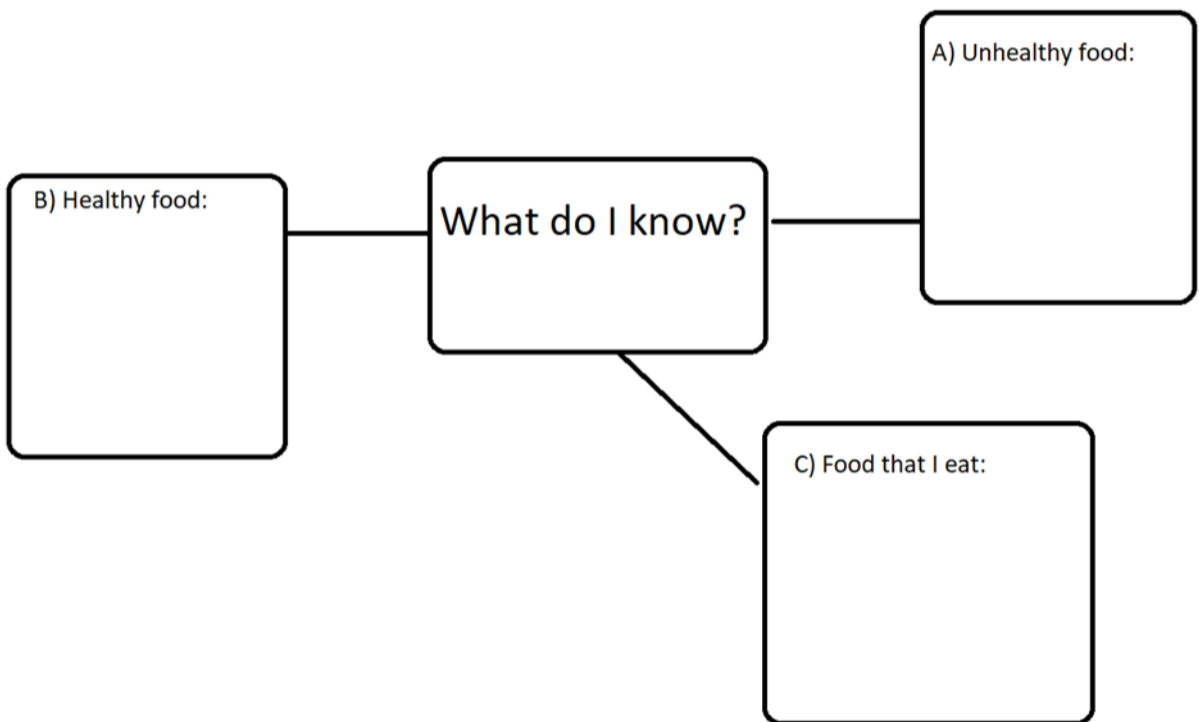 A) Unhealthy food:
B) Healthy food:
What do I know?
C) Food that I eat: